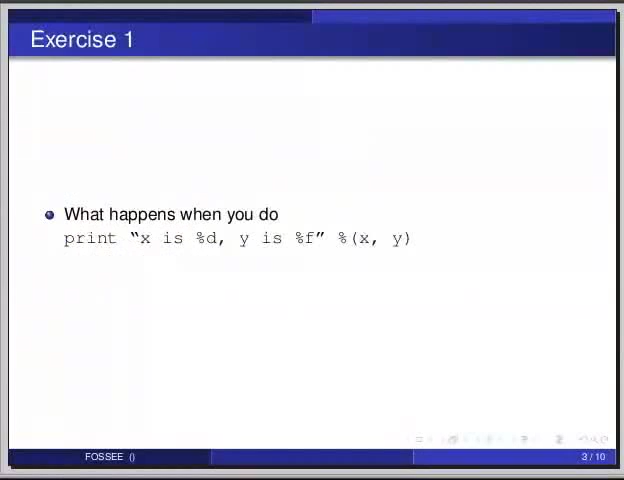 Exercise 1
What happens when you do
print “x is %d, y is %f” %(x, y)
FOSSEE ()
3 / 10